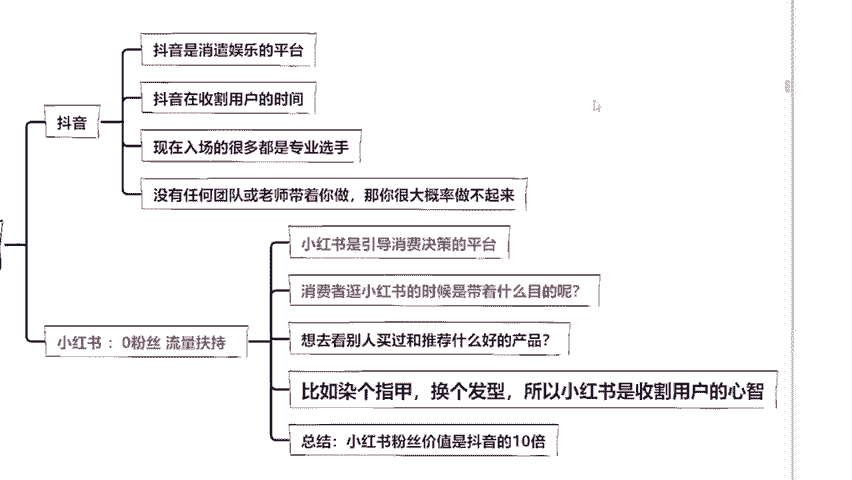 抖音是消遣娱乐的平台
抖音在收割用户的时间
抖音
现在入场的很多都是专业选手
没有任何团队或老师带着你做，那你很大概率做不起来
小红书是引导消费决策的平台
消费者逛小红书的时候是带着什么目的呢？
小红书：0粉丝 流量扶持
想去看别人买过和推荐什么好的产品？
比如染个指甲，换个发型，所以小红书是收割用户的心智
总结：小红书粉丝价值是抖音的10倍